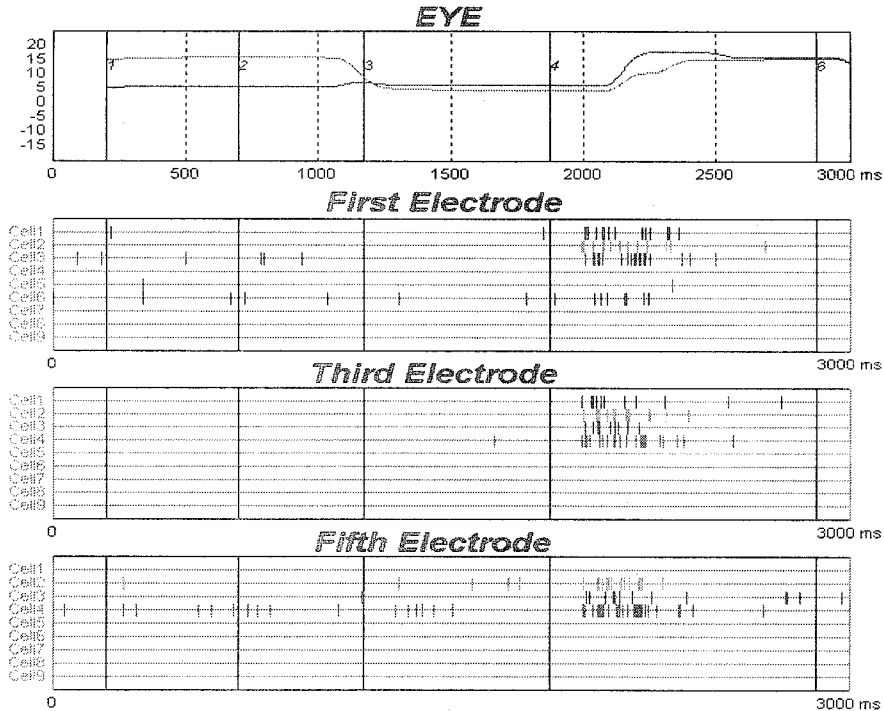 EYE
20
15
10
5
0
-5
-10
-15
1
2
3
4
6
0
500
1000
1500
2000
2500
3000 ms
First Electrode
Cell1
Cell2
Cell3
Cell4
Cell5
Cell6
Cell7
Cell8
Cell9
0
3000 ms
Third Electrode
Cell1
Cell2
Cell3
Cell4
Cell5
Cell6
Cell7
Cell8
Cell9
0
3000 ms
Fifth Electrode
Cell1
Cell2
Cell3
Cell4
Cell5
Cell6
Cell7
Cell8
Cell9
0
3000 ms